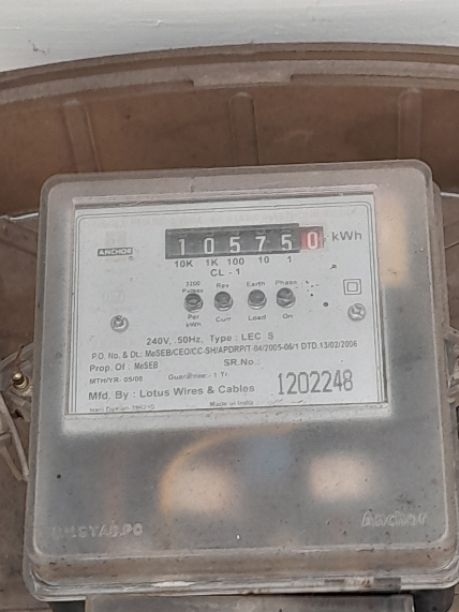 ANCHOR
105750 kWh
10K 1K 100 10 1
CL - 1
3200 Rev Earth Phase
Pulses
Per Curr Load On
kWh
240V, 50Hz, Type : LEC S
P.O. No. & Dt.: MeSEB/CEO/CC-SH/APDRP/T-04/2005-06/1 DTD.13/02/2006
Prop. Of : MeSEB SR.No :
MTH/YR- 05/06 Guarantee:- 1 Yr. 1202248
Mfd. By : Lotus Wires & Cables
Made in India
Anchor